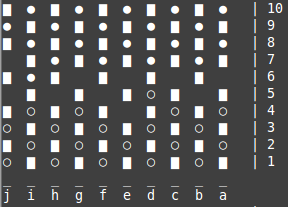 ■ ● ■ ● ■ ● ■ ● ■ ● | 10
● ■ ● ■ ● ■ ● ■ ● ■ | 9
■ ● ■ ● ■ ● ■ ● ■ ● | 8
  ■ ● ■ ● ■ ● ■ ● ■ | 7
■ ● ■   ■   ■   ■   | 6
  ■   ■   ■ ○ ■   ■ | 5
■ ○ ■ ○ ■ ○ ■ ○ ■ ○ | 4
○ ■ ○ ■ ○ ■ ○ ■ ○ ■ | 3
■ ○ ■ ○ ■ ○ ■ ○ ■ ○ | 2
○ ■ ○ ■ ○ ■ ○ ■ ○ ■ | 1
_ _ _ _ _ _ _ _ _ _
j i h g f e d c b a